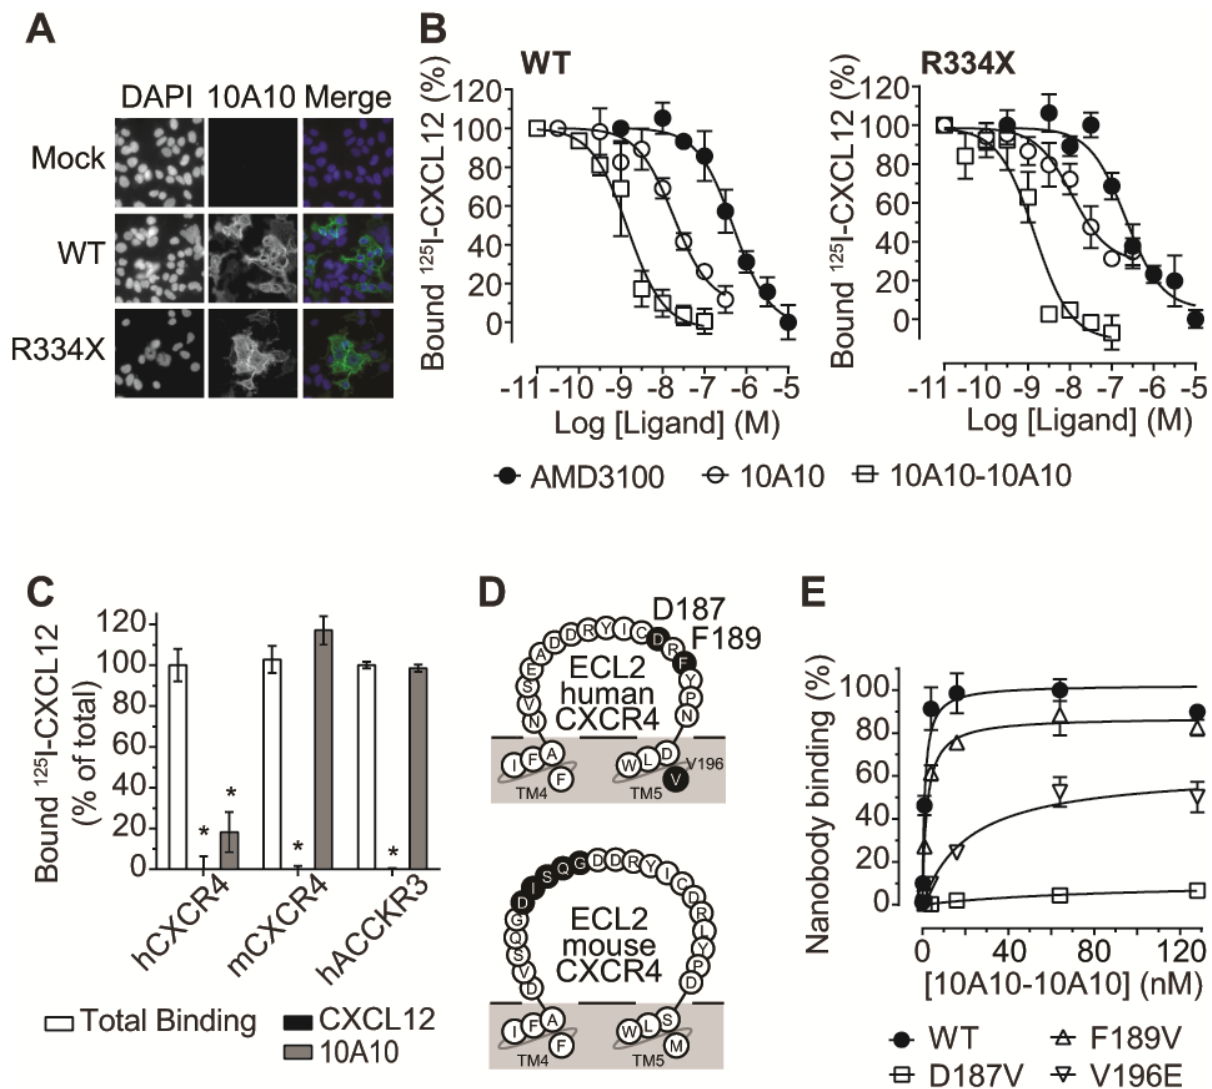 A
DAPI 10A10 Merge
Mock
WT
R334X
B
WT
Bound ¹²⁵I-CXCL12 (%)
120
100
80
60
40
20
0
-11 -10 -9 -8 -7 -6 -5
Log [Ligand] (M)
R334X
Bound ¹²⁵I-CXCL12 (%)
120
100
80
60
40
20
0
-11 -10 -9 -8 -7 -6 -5
Log [Ligand] (M)
AMD3100 10A10 10A10-10A10
C
Bound ¹²⁵I-CXCL12
(% of total)
120
100
80
60
40
20
0
* * * *
hCXCR4 mCXCR4 hACCKR3
Total Binding CXCL12
10A10
D
D187
F189
ECL2
human
CXCR4
I F A F N V S E A D D R Y I C D R F Y P N D L W V
V196
TM4 TM5
ECL2
mouse
CXCR4
I F A F D V S Q G D I S Q G D D R Y I C D R L Y P D S L W M
TM4 TM5
E
Nanobody binding (%)
100
80
60
40
20
0
0 40 80 120
[10A10-10A10] (nM)
WT F189V
D187V V196E